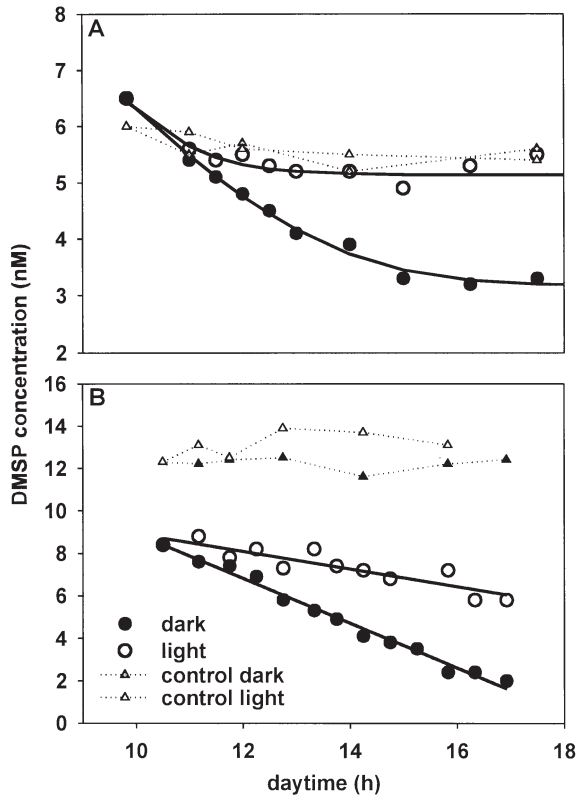 8
A
7
6
5
4
3
2
DMSP concentration (nM)
16
B
14
12
10
8
6
4
2
0
dark
light
control dark
control light
10
12
14
16
18
daytime (h)